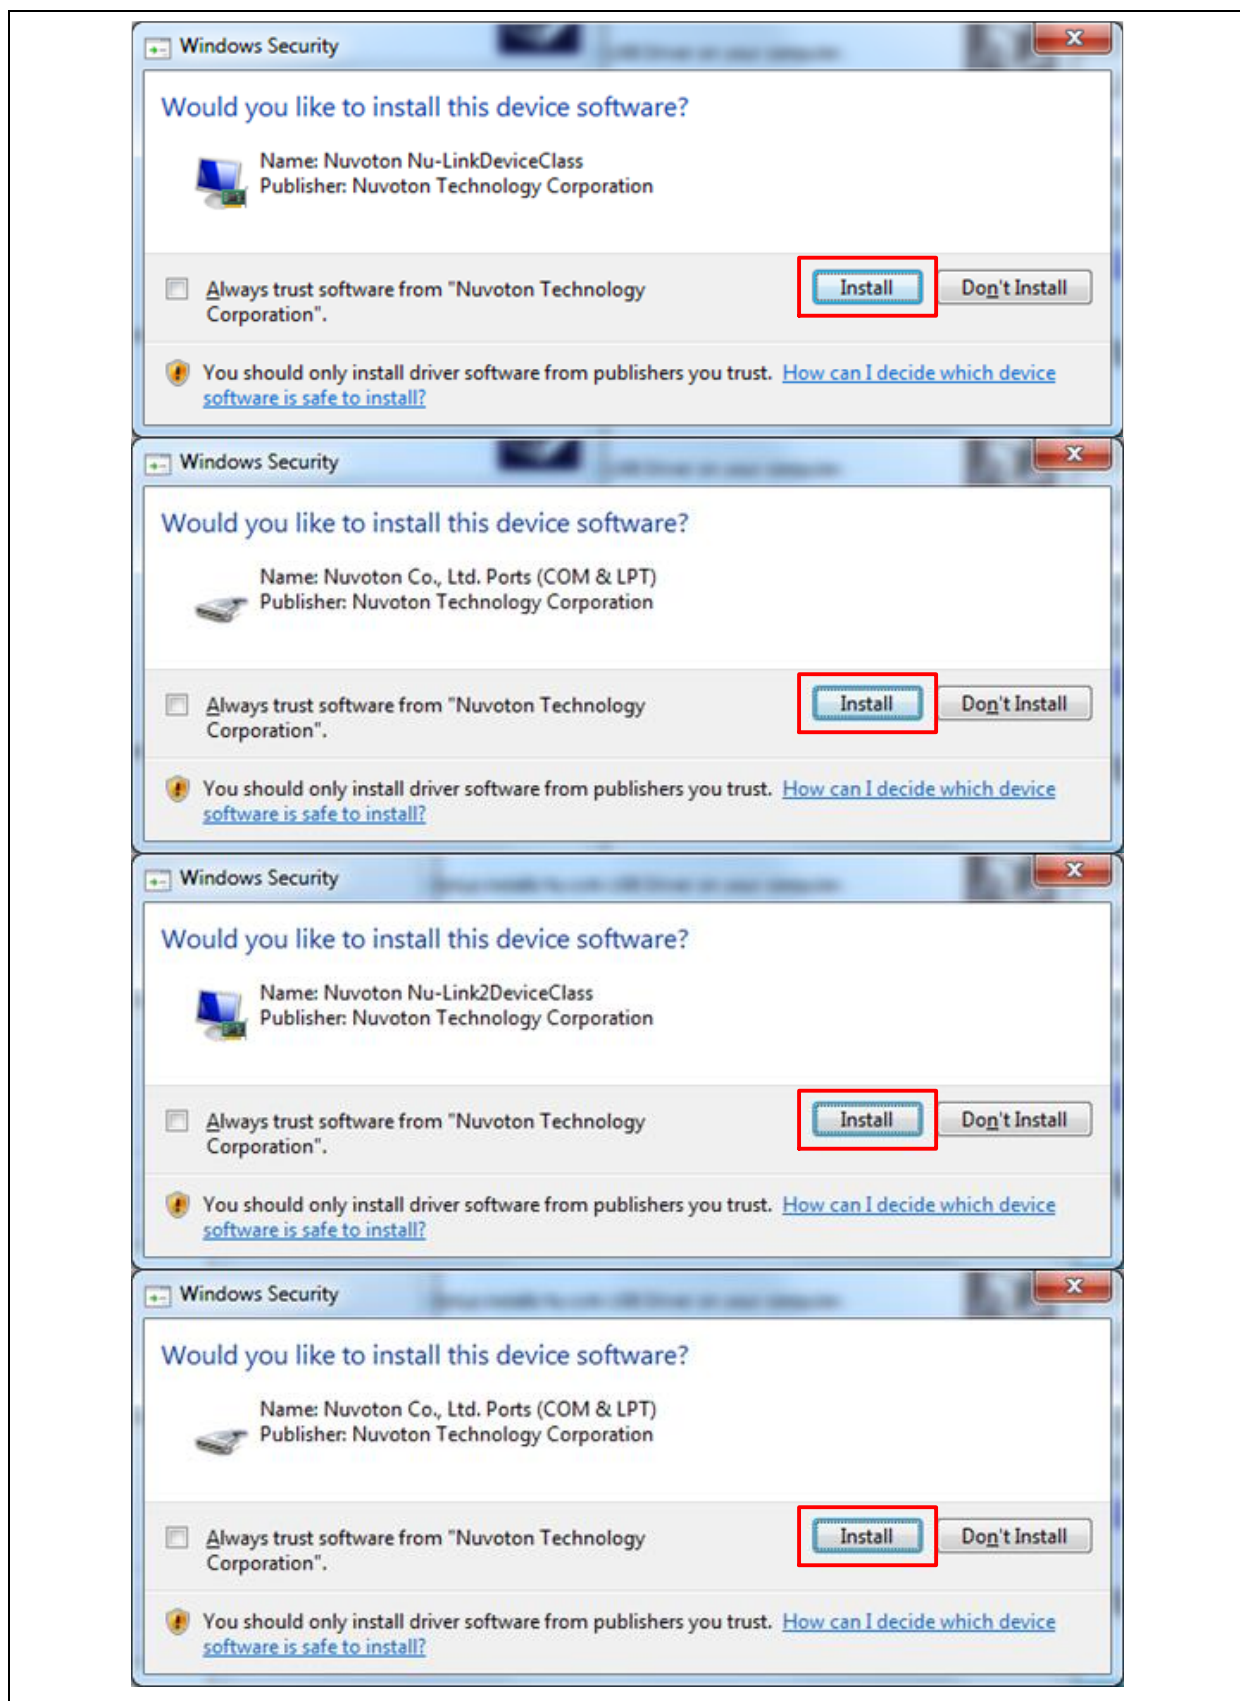 Windows Security
Would you like to install this device software?
Name: Nuvoton Nu-LinkDeviceClass
Publisher: Nuvoton Technology Corporation
Always trust software from "Nuvoton Technology
Corporation".
Install
Don't Install
You should only install driver software from publishers you trust. How can I decide which device
software is safe to install?
Windows Security
Would you like to install this device software?
Name: Nuvoton Co., Ltd. Ports (COM & LPT)
Publisher: Nuvoton Technology Corporation
Always trust software from "Nuvoton Technology
Corporation".
Install
Don't Install
You should only install driver software from publishers you trust. How can I decide which device
software is safe to install?
Windows Security
Would you like to install this device software?
Name: Nuvoton Nu-Link2DeviceClass
Publisher: Nuvoton Technology Corporation
Always trust software from "Nuvoton Technology
Corporation".
Install
Don't Install
You should only install driver software from publishers you trust. How can I decide which device
software is safe to install?
Windows Security
Would you like to install this device software?
Name: Nuvoton Co., Ltd. Ports (COM & LPT)
Publisher: Nuvoton Technology Corporation
Always trust software from "Nuvoton Technology
Corporation".
Install
Don't Install
You should only install driver software from publishers you trust. How can I decide which device
software is safe to install?